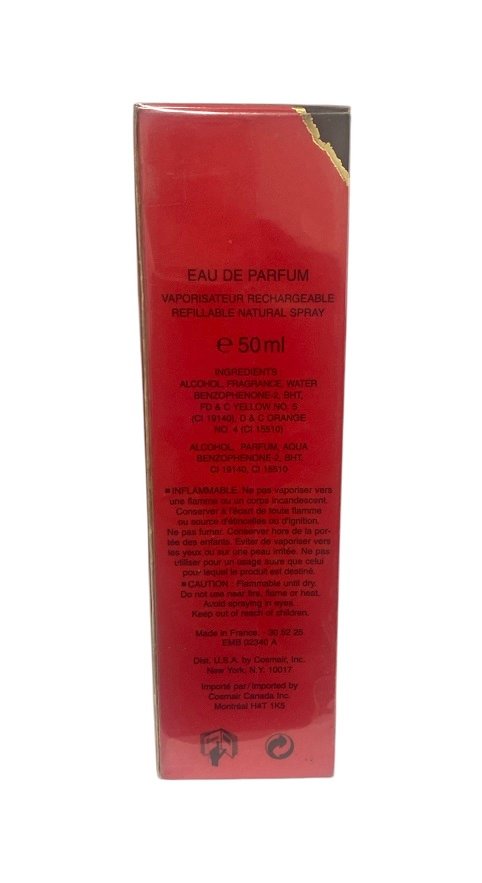 EAU DE PARFUM
VAPORISATEUR RECHARGEABLE
REFILLABLE NATURAL SPRAY
℮ 50 ml
INGREDIENTS
ALCOHOL, FRAGRANCE, WATER
BENZOPHENONE-2, BHT,
FD & C YELLOW NO. 5
(CI 19140), D & C ORANGE
NO. 4 (CI 15510)
ALCOHOL, PARFUM, AQUA
BENZOPHENONE-2, BHT,
CI 19140, CI 15510
■ INFLAMMABLE. Ne pas vaporiser vers
une flamme ou un corps incandescent.
Conserver à l'écart de toute flamme
ou source d'étincelles ou d'ignition.
Ne pas fumer. Conserver hors de la por-
tée des enfants. Eviter de vaporiser vers
les yeux ou sur une peau irritée. Ne pas
utiliser pour un usage autre que celui
pour lequel le produit est destiné.
■ CAUTION : Flammable until dry.
Do not use near fire, flame or heat.
Avoid spraying in eyes.
Keep out of reach of children.
Made in France. 30 52 25
EMB 02340 A
Dist. U.S.A. by Cosmair, Inc.
New York, N.Y. 10017
Importé par / Imported by
Cosmair Canada Inc.
Montréal H4T 1K5